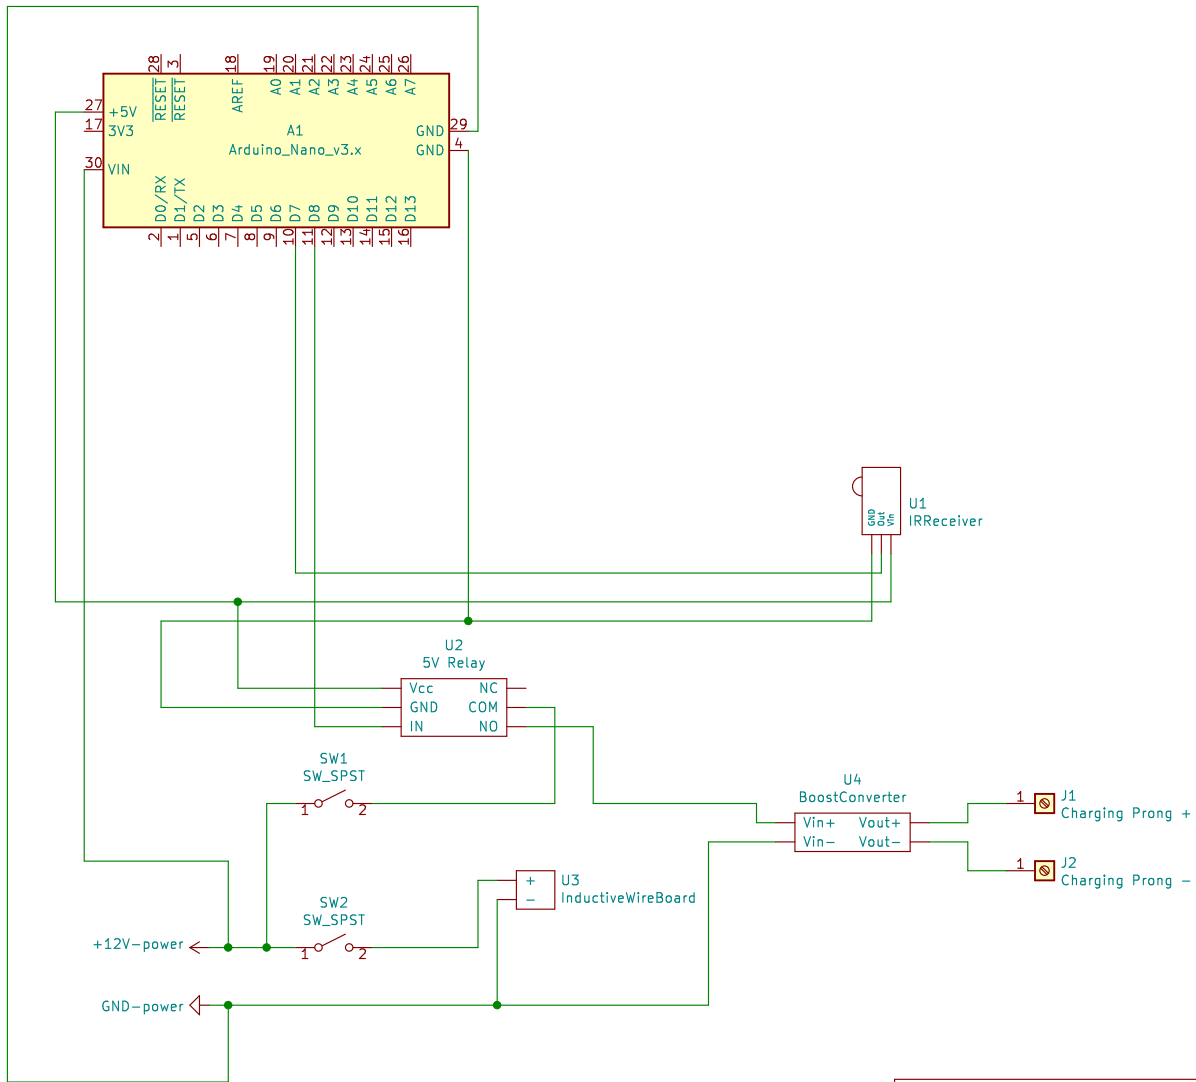 28
3
18
19
20
21
22
23
24
25
26
RESET
RESET
AREF
A0
A1
A2
A3
A4
A5
A6
A7
27
+5V
17
3V3
30
VIN
A1
Arduino_Nano_v3.x
GND
29
GND
4
D0/RX
D1/TX
D2
D3
D4
D5
D6
D7
D8
D9
D10
D11
D12
D13
2
1
5
6
7
8
9
10
11
12
13
14
15
16
GND
Out
Vin
U1
IRReceiver
U2
5V Relay
Vcc
NC
GND
COM
IN
NO
SW1
SW_SPST
1
2
U4
BoostConverter
Vin+
Vout+
Vin-
Vout-
1
J1
Charging Prong +
1
J2
Charging Prong -
+
-
U3
InductiveWireBoard
SW2
SW_SPST
1
2
+12V-power
GND-power